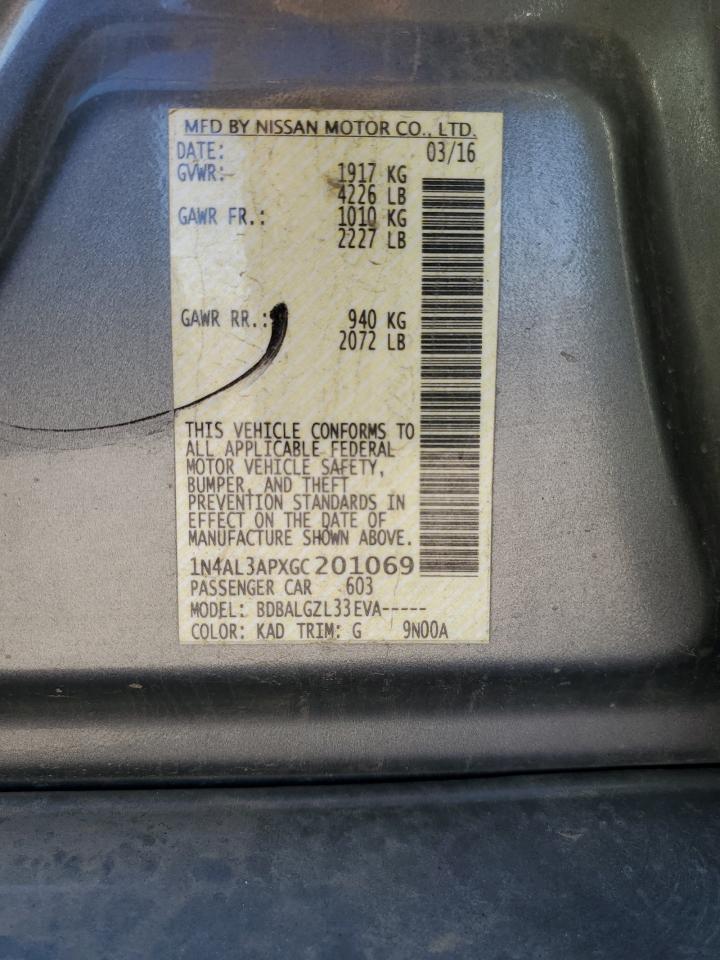 MFD BY NISSAN MOTOR CO., LTD.
DATE: 03/16
GVWR: 1917 KG
4226 LB
GAWR FR.: 1010 KG
2227 LB
GAWR RR.: 940 KG
2072 LB
THIS VEHICLE CONFORMS TO
ALL APPLICABLE FEDERAL
MOTOR VEHICLE SAFETY,
BUMPER, AND THEFT
PREVENTION STANDARDS IN
EFFECT ON THE DATE OF
MANUFACTURE SHOWN ABOVE.
1N4AL3APXGC201069
PASSENGER CAR 603
MODEL: BDBALGZL33EVA-----
COLOR: KAD TRIM: G 9N00A